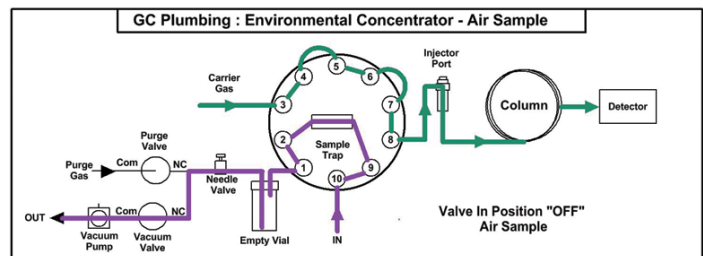 GC Plumbing : Environmental Concentrator - Air Sample
Injector
Port
Carrier
Gas
4
5
6
3
7
2
8
Sample
Trap
1
10
9
Column
Detector
Purge
Valve
Com
NC
Purge
Gas
Needle
Valve
Com
NC
OUT
Vacuum
Pump
Vacuum
Valve
Empty Vial
IN
Valve In Position "OFF"
Air Sample